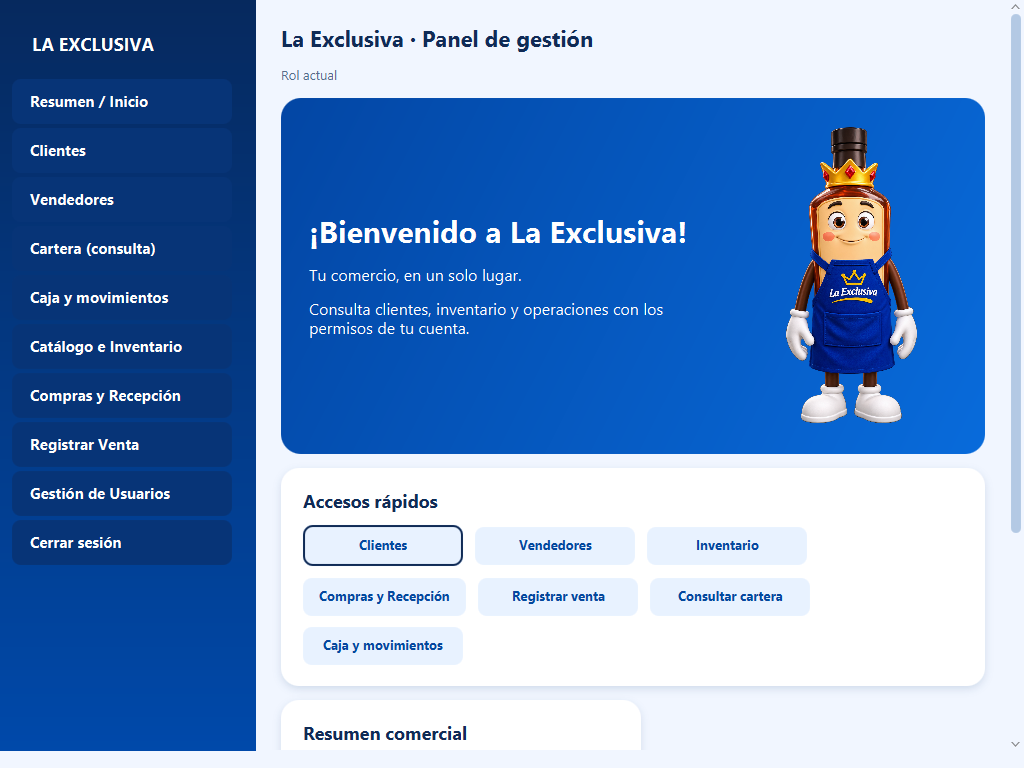 LA EXCLUSIVA
Resumen / Inicio
Clientes
Vendedores
Cartera (consulta)
Caja y movimientos
Catálogo e Inventario
Compras y Recepción
Registrar Venta
Gestión de Usuarios
Cerrar sesión
La Exclusiva · Panel de gestión
Rol actual
¡Bienvenido a La Exclusiva!
Tu comercio, en un solo lugar.
Consulta clientes, inventario y operaciones con los
permisos de tu cuenta.
La Exclusiva
Accesos rápidos
Clientes
Vendedores
Inventario
Compras y Recepción
Registrar venta
Consultar cartera
Caja y movimientos
Resumen comercial